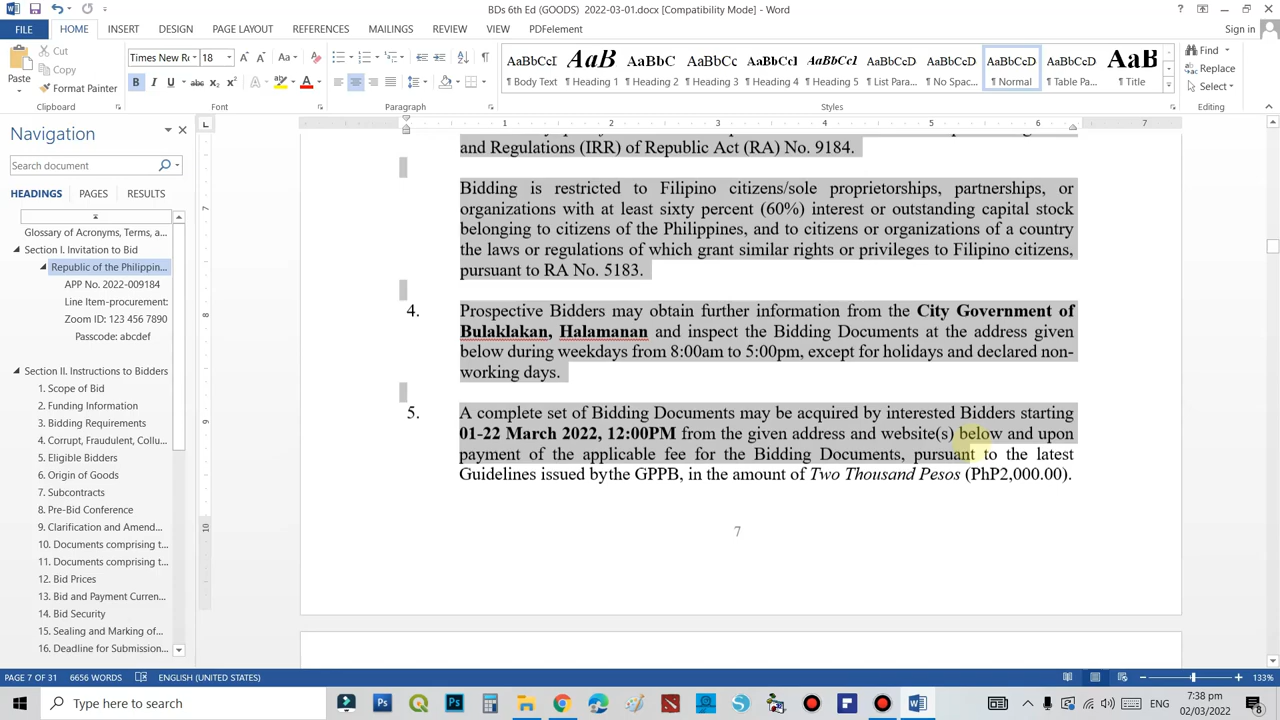 BDs 6th Ed (GOODS)  2022-03-01.docx [Compatibility Mode] - Word
Sign in
FILE HOME INSERT DESIGN PAGE LAYOUT REFERENCES MAILINGS REVIEW VIEW PDFelement
Paste
Cut
Copy
Format Painter
Clipboard
Times New Ro 18
Font
Paragraph
AaBbCcI AaB AaBbC AaBbCc AaBbCcI AaBbCcI AaBbCcD AaBbCcD AaBbCcD AaBbCcD AaB
¶ Body Text ¶ Heading 1 ¶ Heading 2 ¶ Heading 3 ¶ Heading 4 ¶ Heading 5 ¶ List Para... ¶ No Spac... ¶ Normal ¶ Table Pa... ¶ Title
Styles
Find
Replace
Select
Editing
Navigation
Search document
HEADINGS PAGES RESULTS
Glossary of Acronyms, Terms, a...
Section I. Invitation to Bid
Republic of the Philippin...
APP No. 2022-009184
Line Item-procurement:
Zoom ID: 123 456 7890
Passcode: abcdef
Section II. Instructions to Bidders
1. Scope of Bid
2. Funding Information
3. Bidding Requirements
4. Corrupt, Fraudulent, Collu
5. Eligible Bidders
6. Origin of Goods
7. Subcontracts
8. Pre-Bid Conference
9. Clarification and Amend...
10. Documents comprising t...
11. Documents comprising t...
12. Bid Prices
13. Bid and Payment Curren...
14. Bid Security
15. Sealing and Marking of...
16. Deadline for Submission...
1 2 3 4 5 6 7
7
8
9
10
and Regulations (IRR) of Republic Act (RA) No. 9184.
Bidding is restricted to Filipino citizens/sole proprietorships, partnerships, or
organizations with at least sixty percent (60%) interest or outstanding capital stock
belonging to citizens of the Philippines, and to citizens or organizations of a country
the laws or regulations of which grant similar rights or privileges to Filipino citizens,
pursuant to RA No. 5183.
4. Prospective Bidders may obtain further information from the City Government of
Bulaklakan, Halamanan and inspect the Bidding Documents at the address given
below during weekdays from 8:00am to 5:00pm, except for holidays and declared non-
working days.
5. A complete set of Bidding Documents may be acquired by interested Bidders starting
01-22 March 2022, 12:00PM from the given address and website(s) below and upon
payment of the applicable fee for the Bidding Documents, pursuant to the latest
Guidelines issued bythe GPPB, in the amount of Two Thousand Pesos (PhP2,000.00).
7
PAGE 7 OF 31 6656 WORDS ENGLISH (UNITED STATES) 133%
Type here to search
ENG
7:38 pm
02/03/2022
8